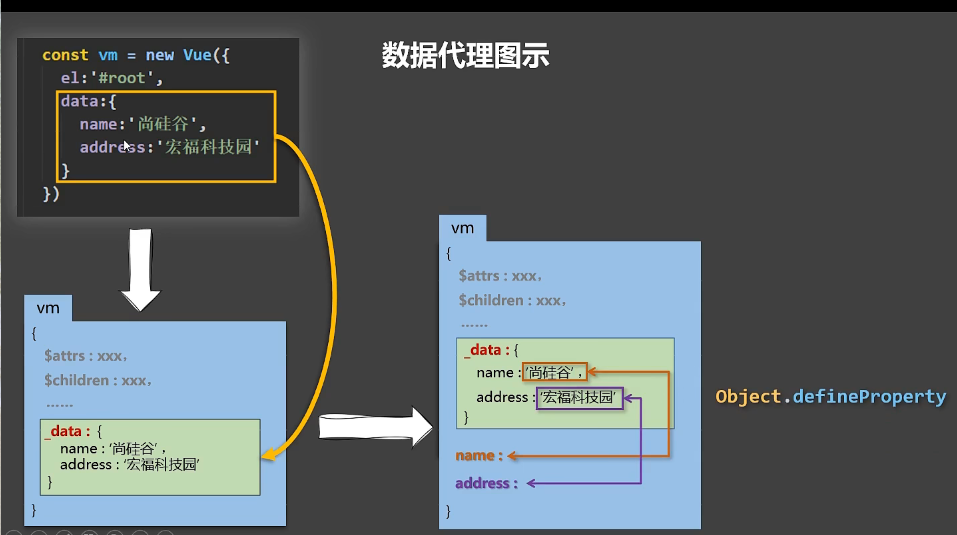 数据代理图示
const vm = new Vue({
el:'#root',
data:{
name:'尚硅谷',
address:'宏福科技园'
}
})
vm
{
$attrs : xxx，
$children : xxx，
......
_data : {
name : '尚硅谷' ，
address : '宏福科技园'
}
}
vm
{
$attrs : xxx，
$children : xxx，
......
_data : {
name : '尚硅谷' ，
address : '宏福科技园'
}
name :
address :
}
Object.defineProperty